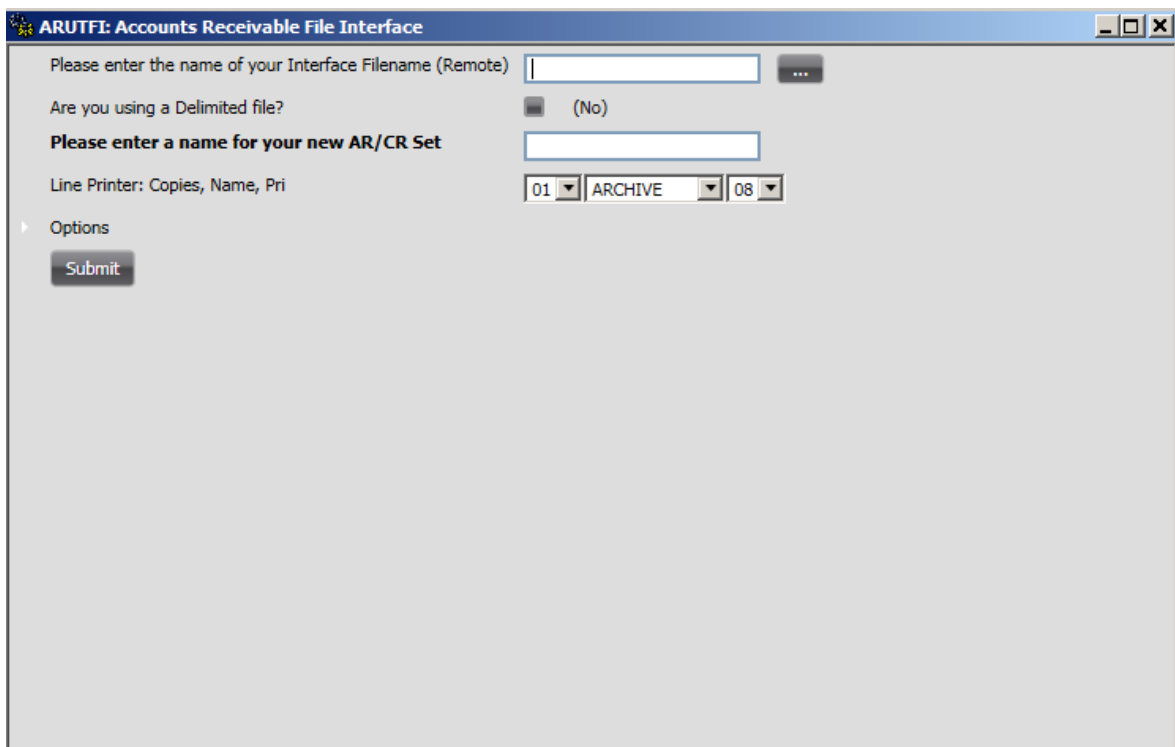 ARUTFI: Accounts Receivable File Interface
Please enter the name of your Interface Filename (Remote) ...
Are you using a Delimited file? (No)
Please enter a name for your new AR/CR Set
Line Printer: Copies, Name, Pri 01 ARCHIVE 08
Options
Submit